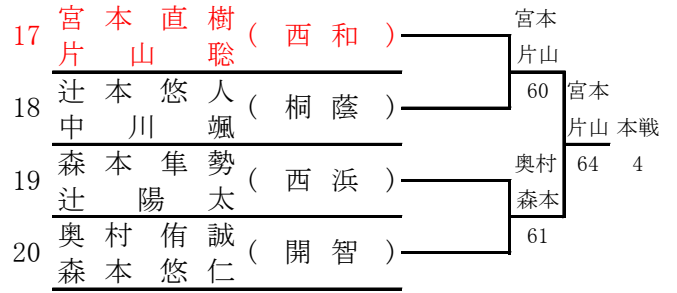 17 宮本直樹 片山聡 (西和)
18 辻本悠人 中川颯 (桐蔭)
19 森本隼勢 辻陽太 (西浜)
20 奥村侑誠 森本悠仁 (開智)
宮本
片山
60
奥村
森本
61
宮本
片山
64
本戦
4